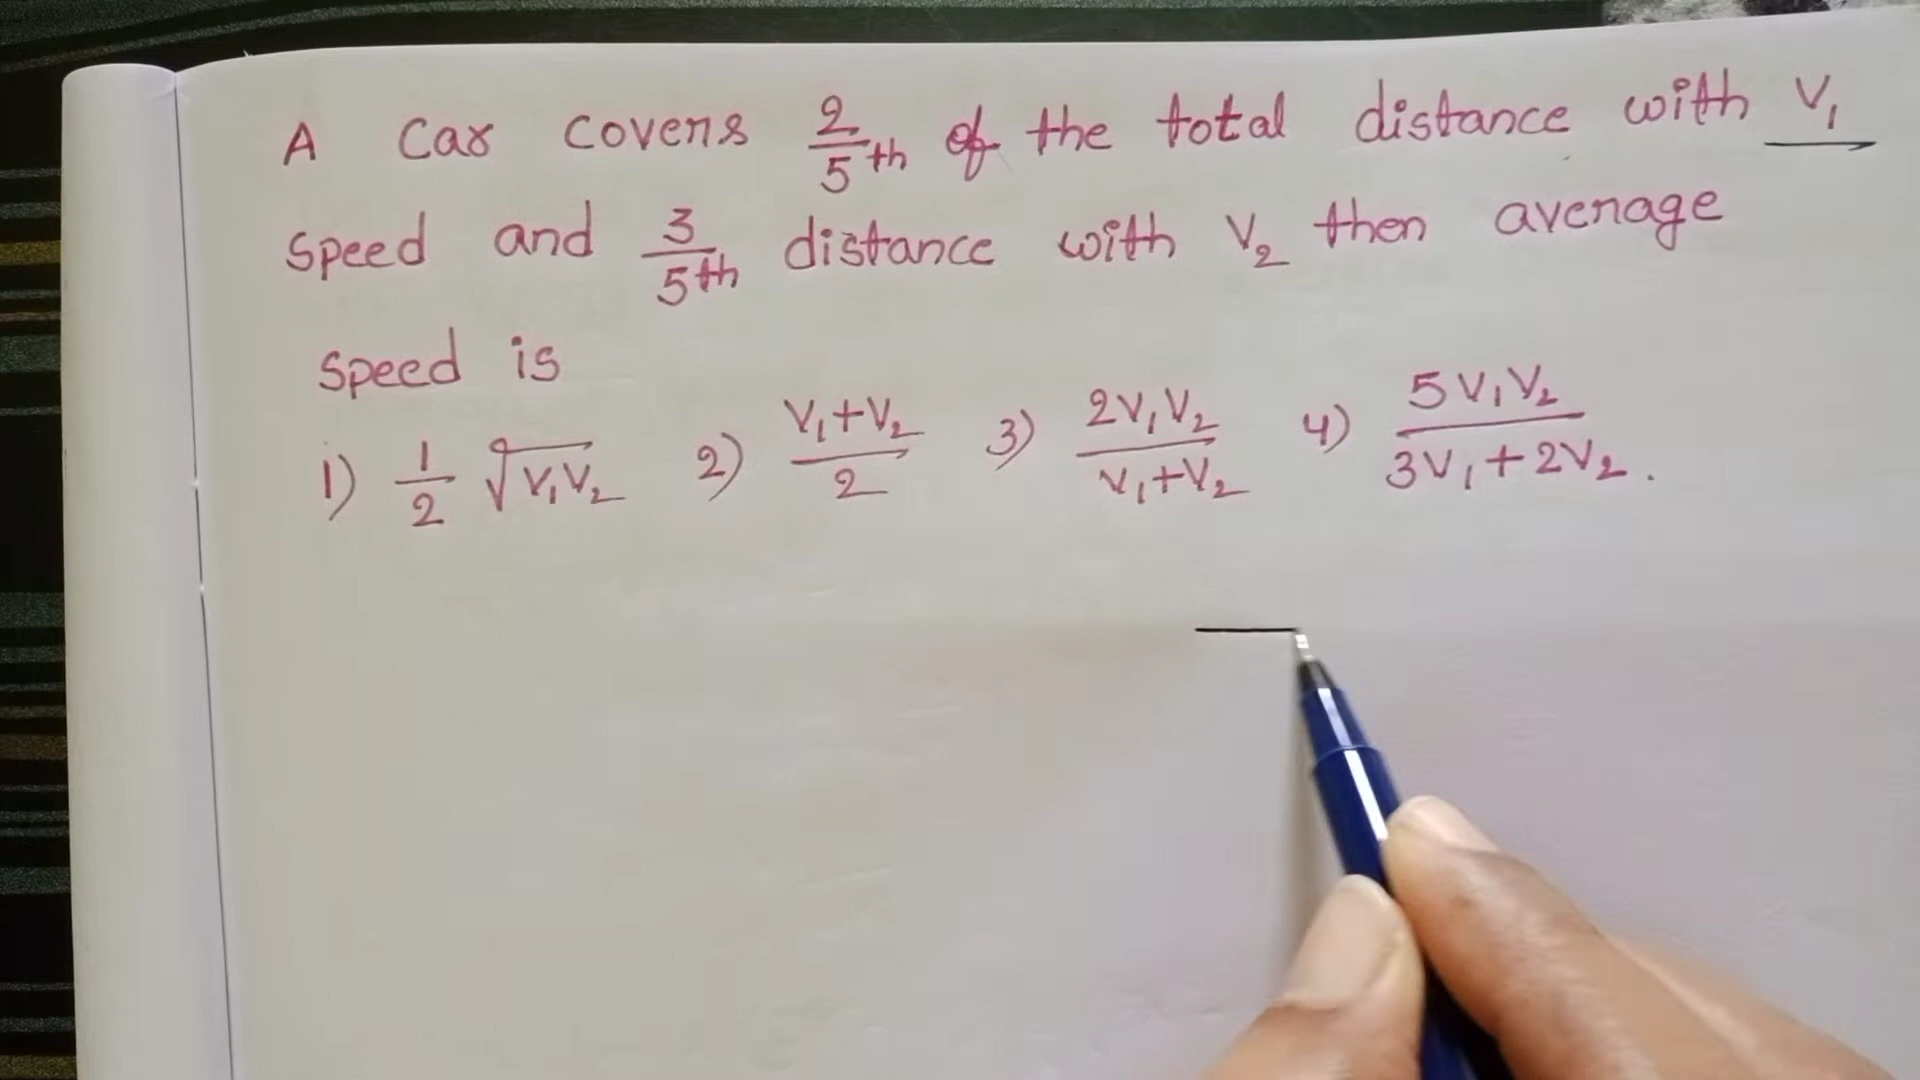 A Car covers 2/5th of the total distance with V₁
speed and 3/5th distance with V₂ then average
speed is
1) 1/2 √V₁V₂ 2) V₁+V₂/2 3) 2V₁V₂/V₁+V₂ 4) 5V₁V₂/3V₁+2V₂.